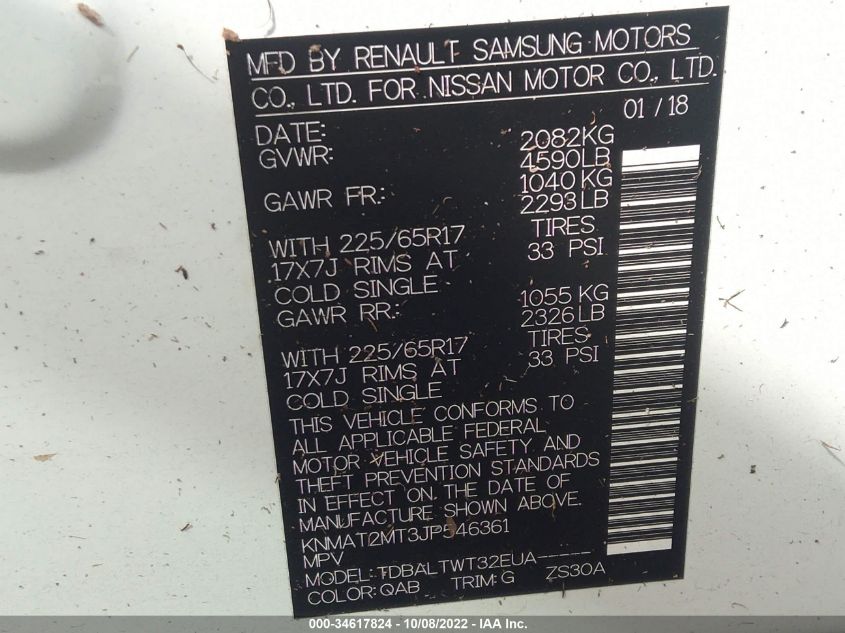 MFD BY RENAULT SAMSUNG MOTORS
CO., LTD. FOR NISSAN MOTOR CO., LTD.
DATE: 01 / 18
GVWR: 2082KG
4590LB
GAWR FR: 1040 KG
2293 LB
WITH 225/65R17 TIRES
17X7J RIMS AT 33 PSI
COLD SINGLE
GAWR RR: 1055 KG
2326 LB
WITH 225/65R17 TIRES
17X7J RIMS AT 33 PSI
COLD SINGLE
THIS VEHICLE CONFORMS TO
ALL APPLICABLE FEDERAL
MOTOR VEHICLE SAFETY AND
THEFT PREVENTION STANDARDS
IN EFFECT ON THE DATE OF
MANUFACTURE SHOWN ABOVE.
KNMAT2MT3JP546361
MPV
MODEL: TDBALTWT32EUA-----
COLOR: QAB TRIM: G ZS30A
000-34617824 - 10/08/2022 - IAA Inc.